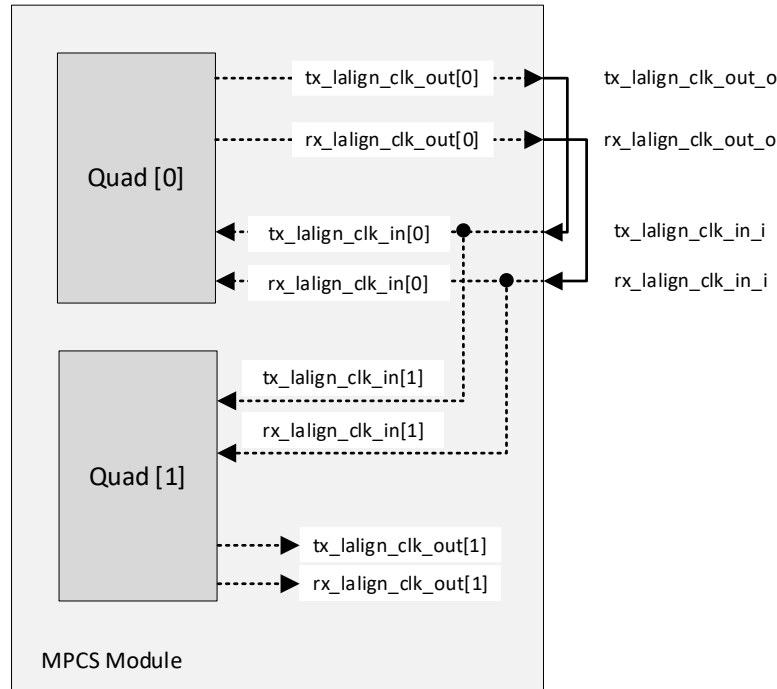 tx_lalign_clk_out[0]
tx_lalign_clk_out_o
rx_lalign_clk_out[0]
rx_lalign_clk_out_o
Quad [0]
tx_lalign_clk_in[0]
tx_lalign_clk_in_i
rx_lalign_clk_in[0]
rx_lalign_clk_in_i
tx_lalign_clk_in[1]
rx_lalign_clk_in[1]
Quad [1]
tx_lalign_clk_out[1]
rx_lalign_clk_out[1]
MPCS Module